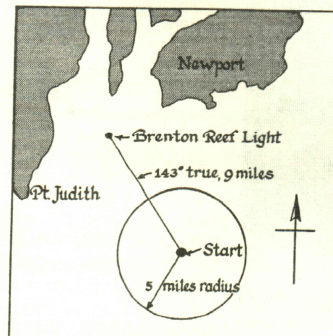 Newport
Brenton Reef Light
143° true, 9 miles
Pt. Judith
Start
5 miles radius